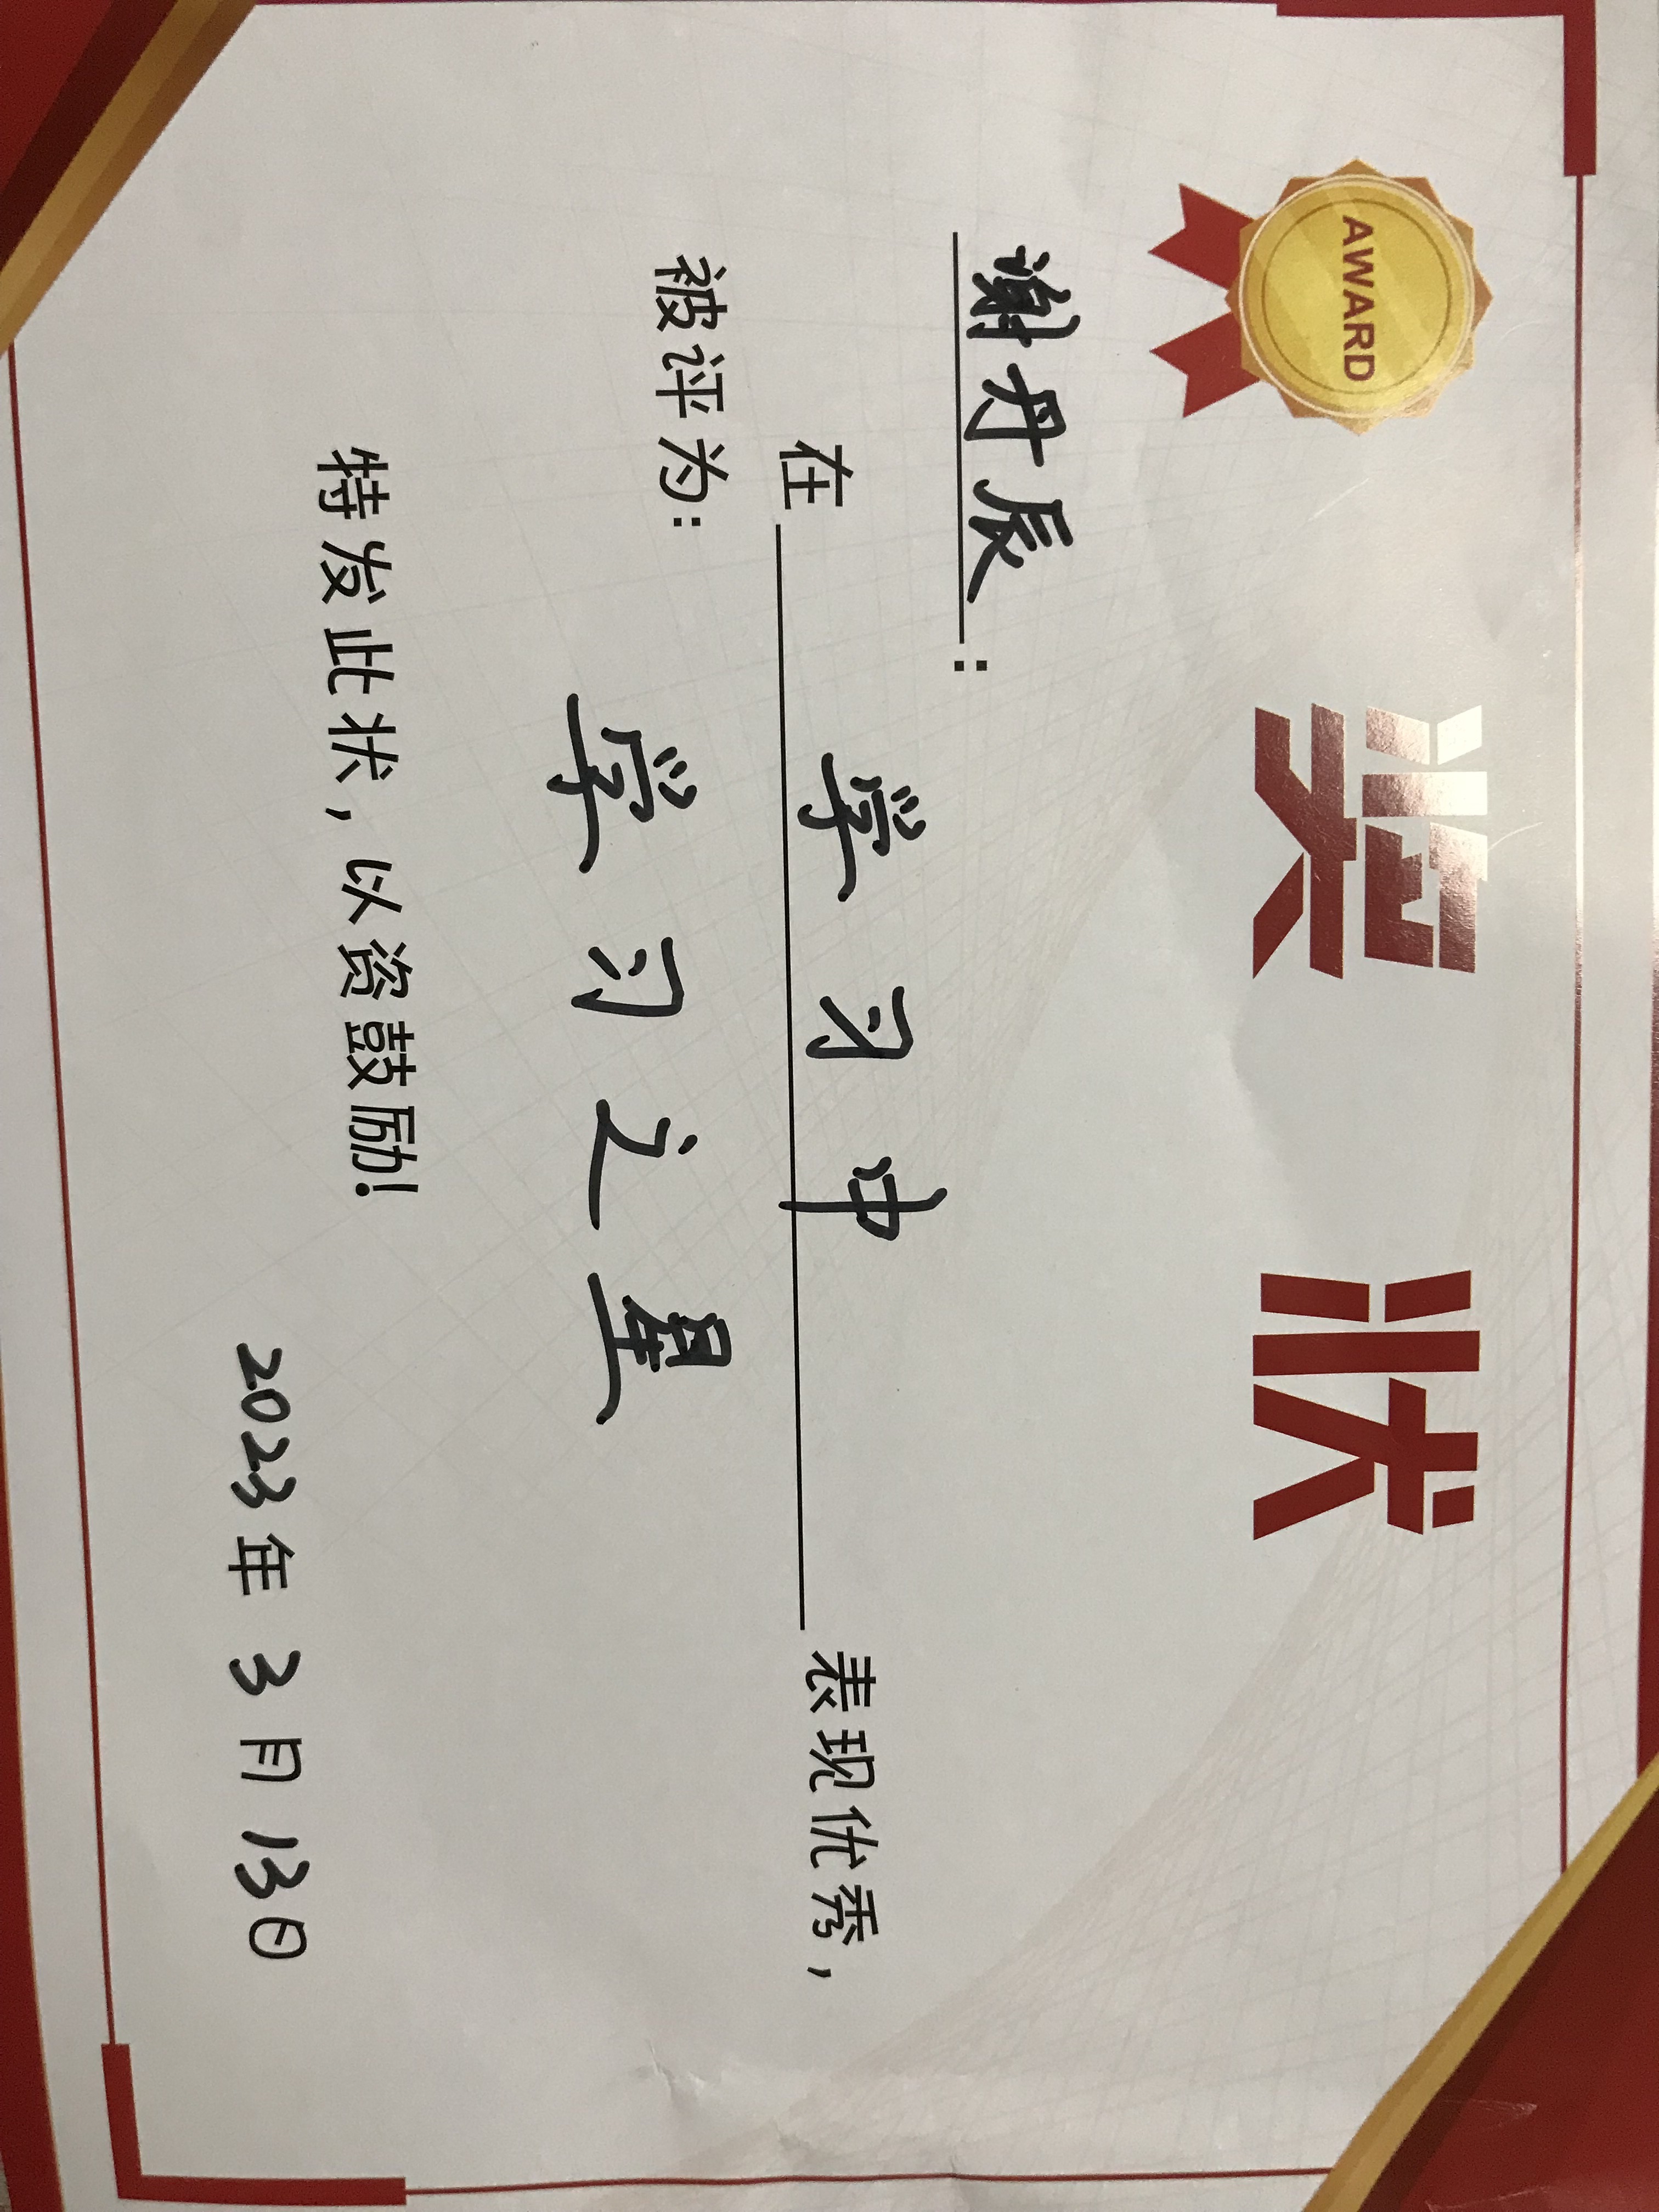 AWARD
奖状
谢丹辰:
在 学习中 表现优秀,
被评为:
学习之星
特发此状,以资鼓励!
2023年3月13日